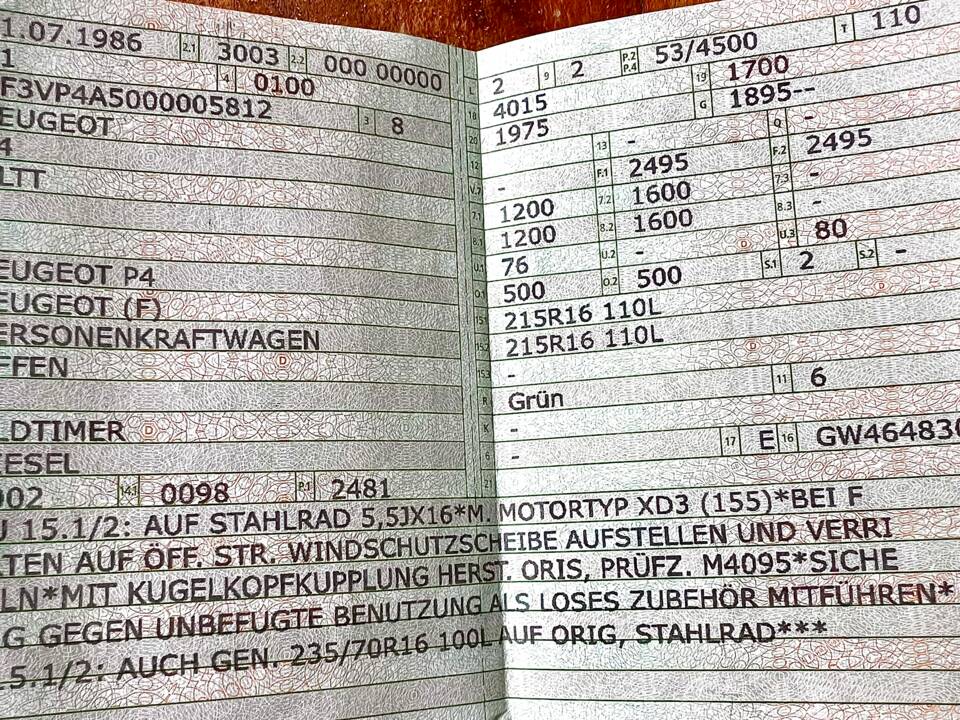 1.07.1986 2.1 3003 2.2 000 00000
1 4 0100
F3VP4A5000005812
EUGEOT 3 8
4
LTT
EUGEOT P4
EUGEOT (F)
ERSONENKRAFTWAGEN
FFEN
LDTIMER
ESEL
002 14.1 0098 P.1 2481
L 2 9 2 P.2 P.4 53/4500 T 110
18 4015 19 1700
20 1975 G 1895--
12 - 13 - Q -
V.7 - F.1 2495 F.2 2495
7.1 1200 7.2 1600 7.3 -
8.1 1200 8.2 1600 8.3 -
U.1 76 U.2 - U.3 80
O.1 500 O.2 500 S.1 2 S.2 -
15.1 215R16 110L
15.2 215R16 110L
15.3 -
R Grün 11 6
K -
6 - 17 E 16 GW464830
21
U 15.1/2: AUF STAHLRAD 5,5JX16*M. MOTORTYP XD3 (155)*BEI F
LTEN AUF ÖFF. STR. WINDSCHUTZSCHEIBE AUFSTELLEN UND VERRI
LN*MIT KUGELKOPFKUPPLUNG HERST. ORIS, PRÜFZ. M4095*SICHE
G GEGEN UNBEFUGTE BENUTZUNG ALS LOSES ZUBEHÖR MITFÜHREN*
15.1/2: AUCH GEN. 235/70R16 100L AUF ORIG, STAHLRAD***